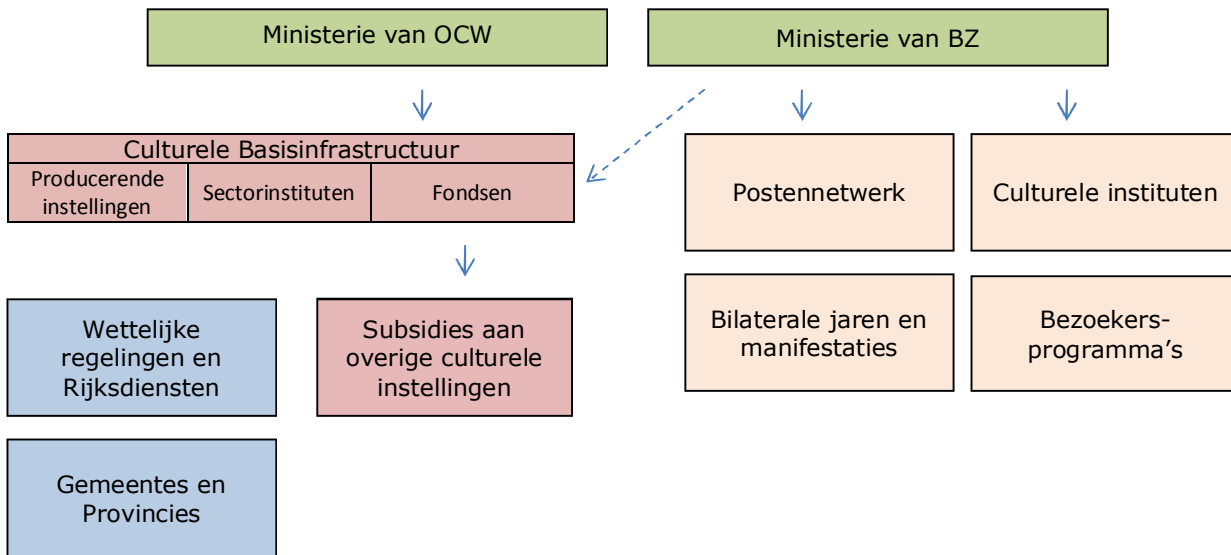 Ministerie van OCW
Ministerie van BZ
Culturele Basisinfrastructuur
Producerende
instellingen
Sectorinstituten
Fondsen
Postennetwerk
Culturele instituten
Wettelijke
regelingen en
Rijksdiensten
Subsidies aan
overige culturele
instellingen
Bilaterale jaren en
manifestaties
Bezoekers-
programma's
Gemeentes en
Provincies